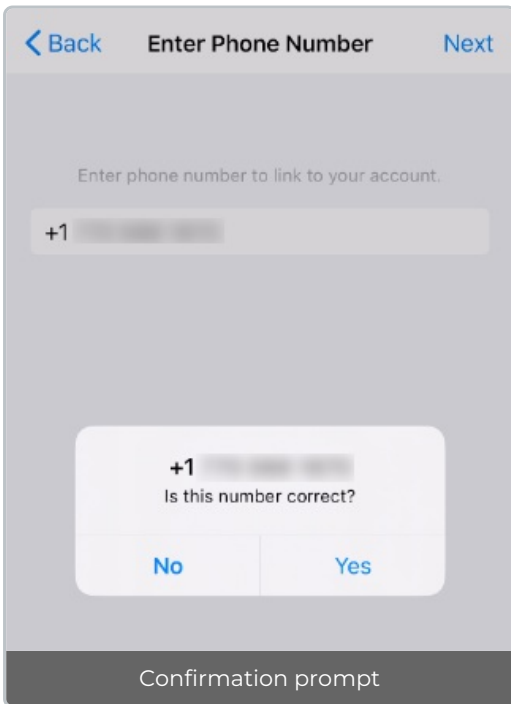 Back Enter Phone Number Next
Enter phone number to link to your account.
+1
+1
Is this number correct?
No Yes
Confirmation prompt